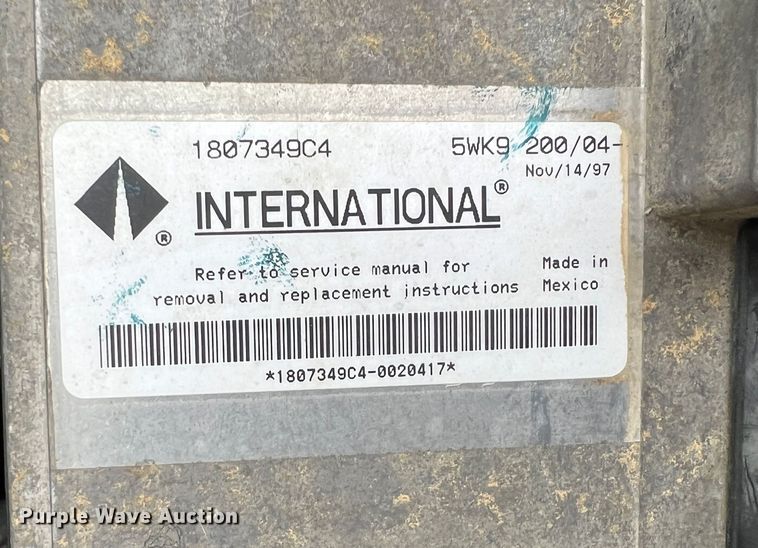 1807349C4 5WK9 200/04-
Nov/14/97
INTERNATIONAL®
®
Refer to service manual for
removal and replacement instructions
Made in
Mexico
*1807349C4-0020417*
Purple Wave Auction